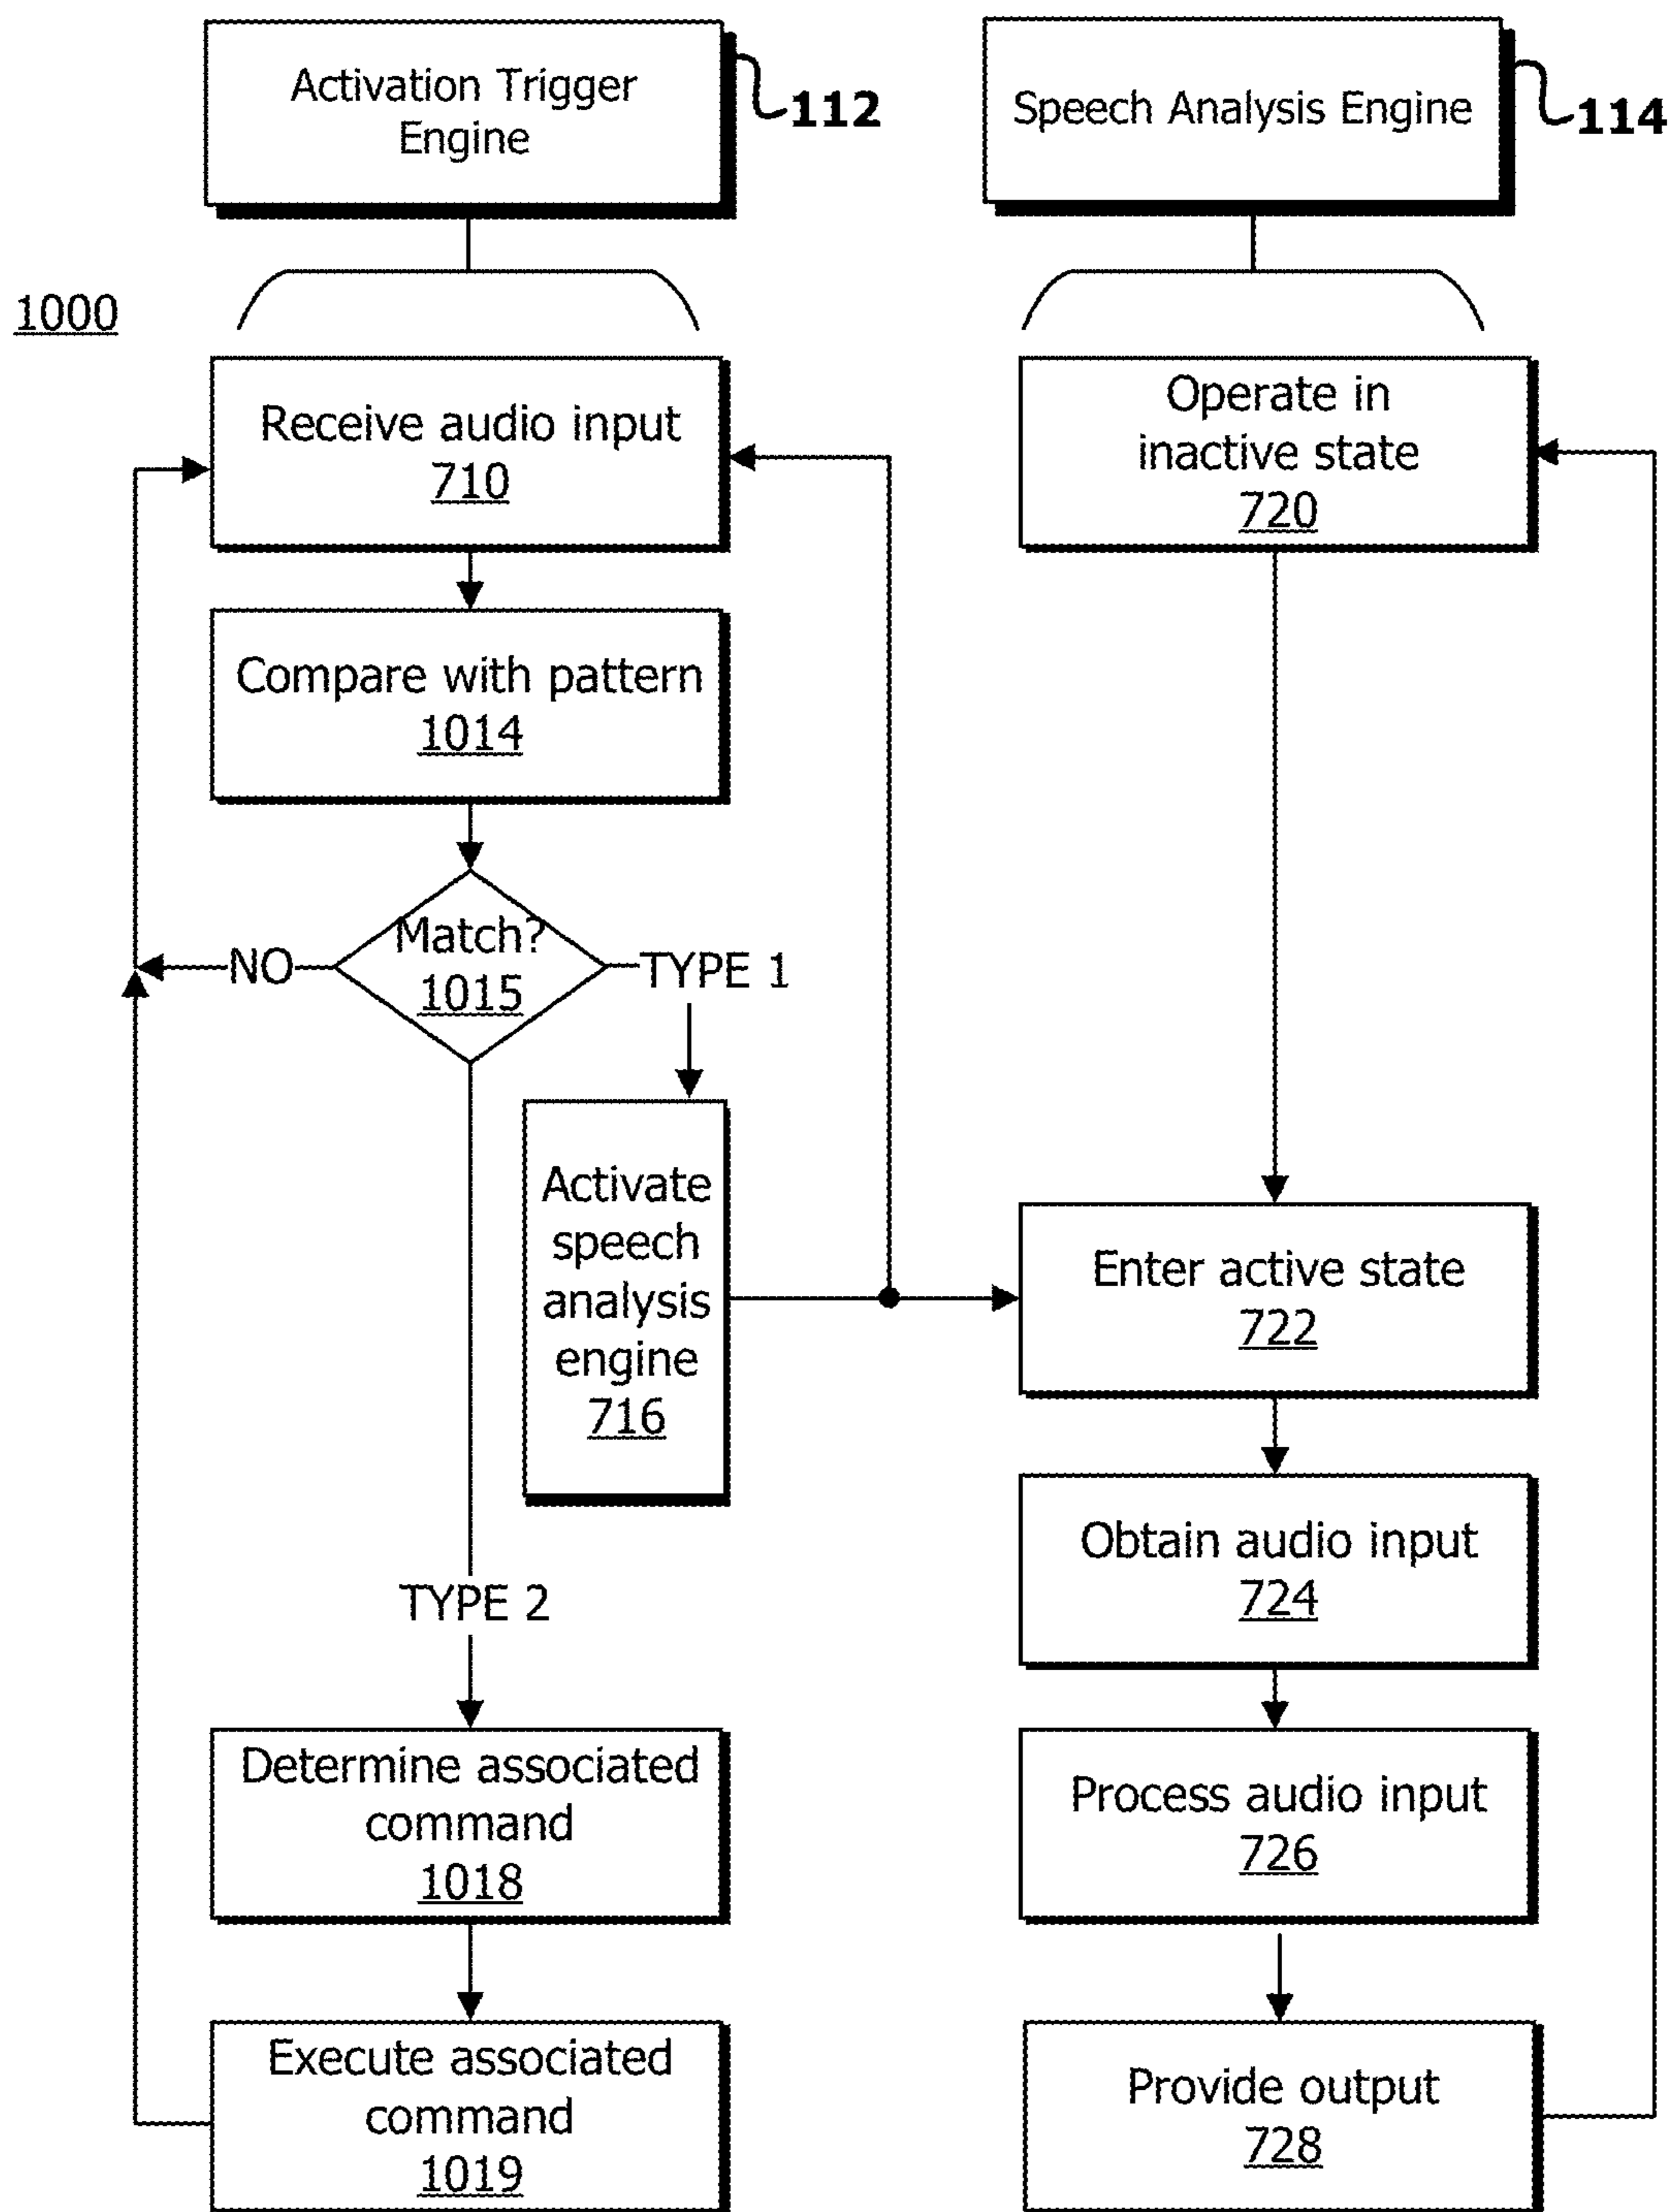 Activation Trigger
Engine
112
Speech Analysis Engine
114
1000
Receive audio input
710
Compare with pattern
1014
Match?
1015
NO
TYPE 1
Activate
speech
analysis
engine
716
TYPE 2
Determine associated
command
1018
Execute associated
command
1019
Operate in
inactive state
720
Enter active state
722
Obtain audio input
724
Process audio input
726
Provide output
728